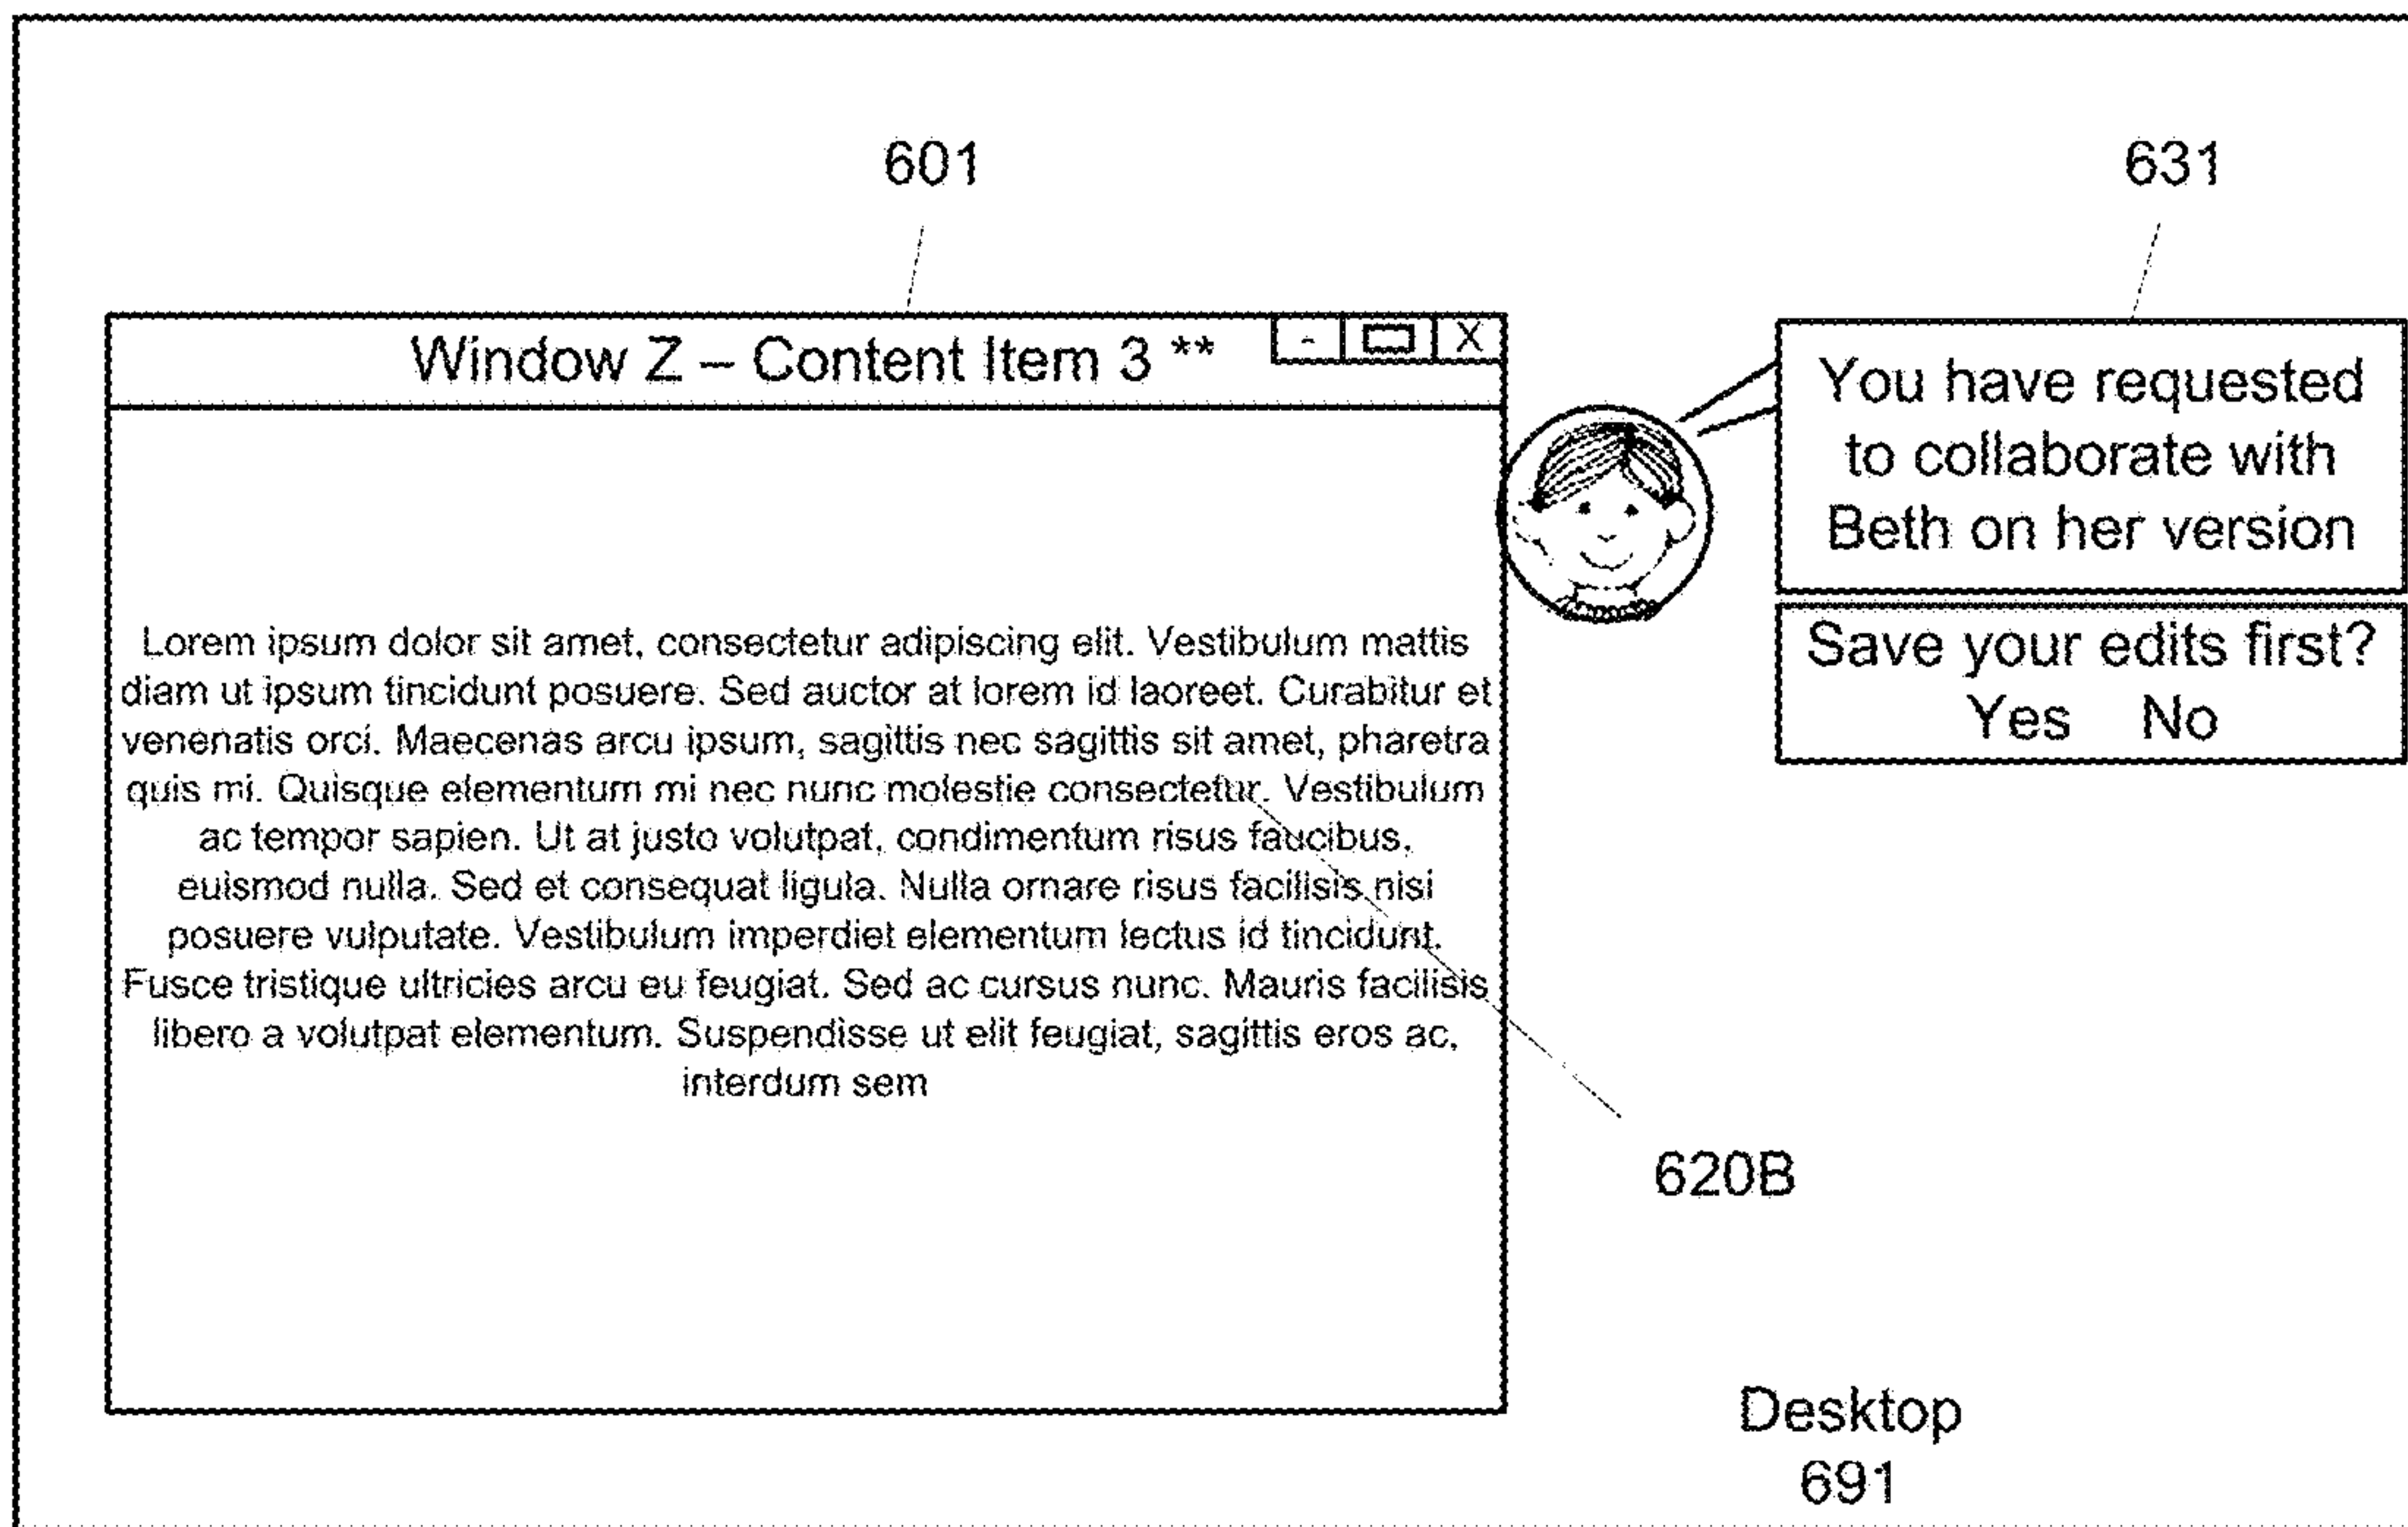 601
631
Window Z – Content Item 3 **
- X
You have requested
to collaborate with
Beth on her version
Save your edits first?
Yes No
Lorem ipsum dolor sit amet, consectetur adipiscing elit. Vestibulum mattis
diam ut ipsum tincidunt posuere. Sed auctor at lorem id laoreet. Curabitur et
venenatis orci. Maecenas arcu ipsum, sagittis nec sagittis sit amet, pharetra
quis mi. Quisque elementum mi nec nunc molestie consectetur. Vestibulum
ac tempor sapien. Ut at justo volutpat, condimentum risus faucibus,
euismod nulla. Sed et consequat ligula. Nulla ornare risus facilisis nisi
posuere vulputate. Vestibulum imperdiet elementum lectus id tincidunt.
Fusce tristique ultricies arcu eu feugiat. Sed ac cursus nunc. Mauris facilisis
libero a volutpat elementum. Suspendisse ut elit feugiat, sagittis eros ac,
interdum sem
620B
Desktop
691